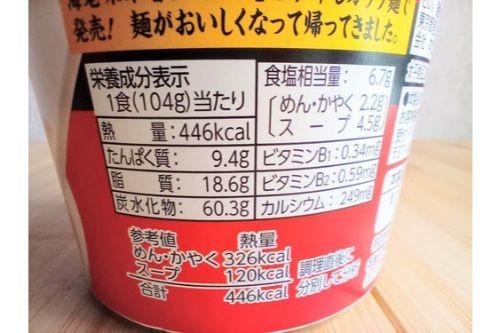 発売! 麺がおいしくなって帰ってきました。
栄養成分表示
1食(104g)当たり
熱 量:446kcal
たんぱく質: 9.4g
脂 質: 18.6g
炭水化物: 60.3g
食塩相当量: 6.7g
めん・かやく 2.2g
スープ 4.5g
ビタミンB1:0.34mg
ビタミンB2:0.59mg
カルシウム: 249mg
参考値 熱量
めん・かやく 326kcal
スープ 120kcal
合計 446kcal
調理直後に
分別して分析